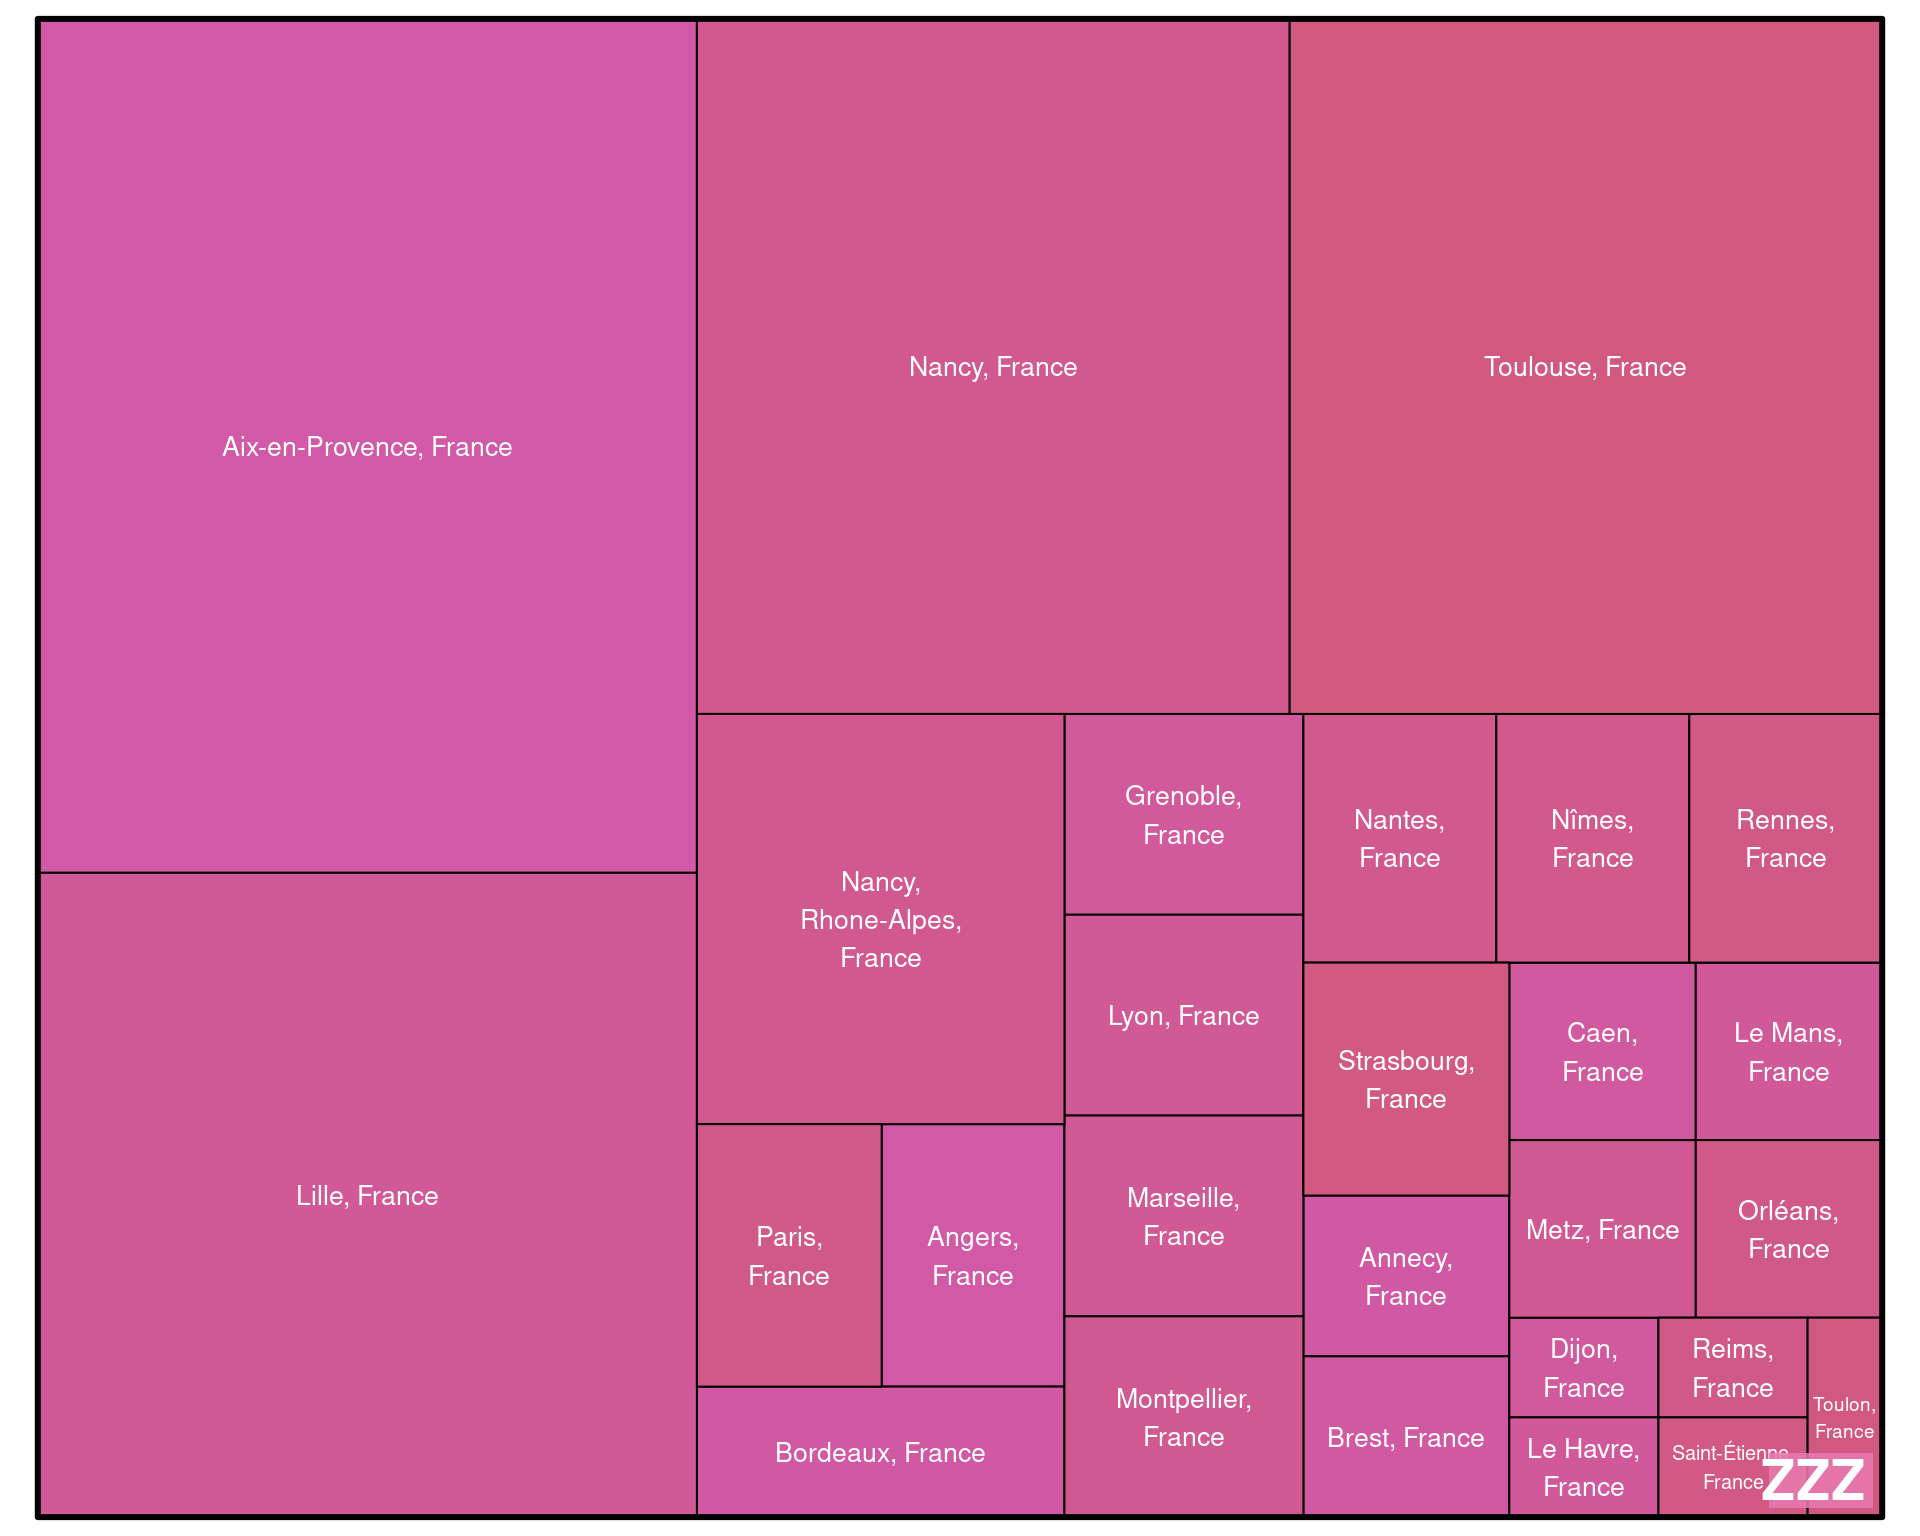 Aix-en-Provence, France
Nancy, France
Toulouse, France
Lille, France
Nancy,
Rhone-Alpes,
France
Grenoble,
France
Nantes,
France
Nîmes,
France
Rennes,
France
Lyon, France
Strasbourg,
France
Caen,
France
Le Mans,
France
Paris,
France
Angers,
France
Marseille,
France
Metz, France
Orléans,
France
Annecy,
France
Bordeaux, France
Montpellier,
France
Brest, France
Dijon,
France
Reims,
France
Toulon,
France
Le Havre,
France
Saint-Étienne
France
ZZZ